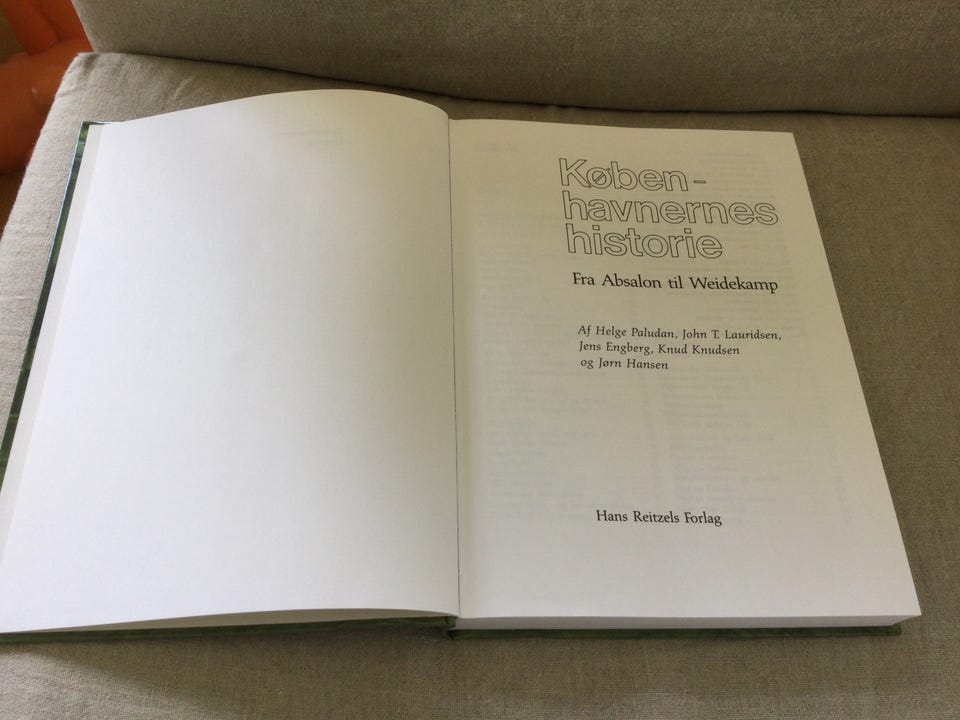 Køben-
havnernes
historie
Fra Absalon til Weidekamp
Af Helge Paludan, John T. Lauridsen,
Jens Engberg, Knud Knudsen
og Jørn Hansen
Hans Reitzels Forlag